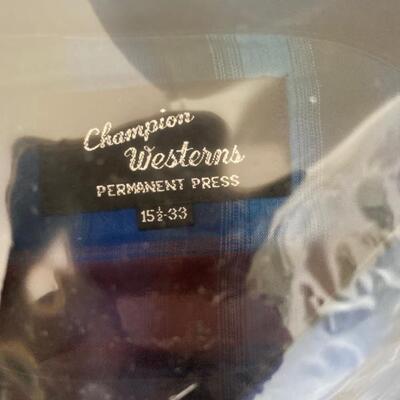 Champion
Westerns
PERMANENT PRESS
15½-33